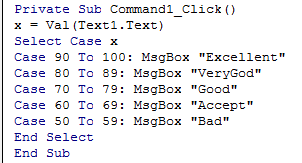 Private Sub Command1_Click()
x = Val(Text1.Text)
Select Case x
Case 90 To 100: MsgBox "Excellent"
Case 80 To 89: MsgBox "VeryGod"
Case 70 To 79: MsgBox "Good"
Case 60 To 69: MsgBox "Accept"
Case 50 To 59: MsgBox "Bad"
End Select
End Sub